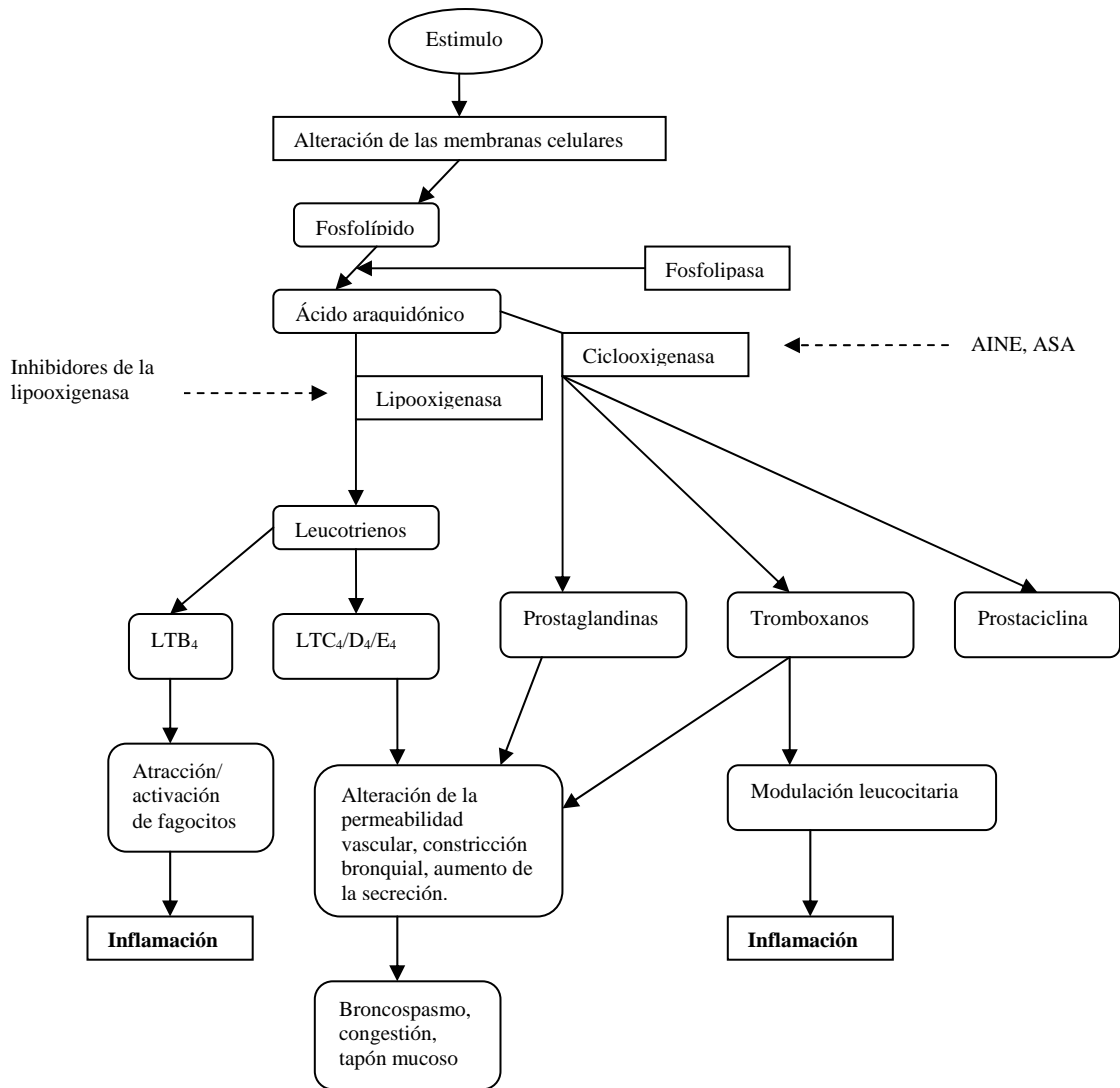 Estimulo
Alteración de las membranas celulares
Fosfolípido
Fosfolipasa
Ácido araquidónico
Ciclooxigenasa
AINE, ASA
Inhibidores de la
lipooxigenasa
Lipooxigenasa
Leucotrienos
LTB₄
LTC₄/D₄/E₄
Prostaglandinas
Tromboxanos
Prostaciclina
Atracción/
activación
de fagocitos
Alteración de la
permeabilidad
vascular, constricción
bronquial, aumento de
la secreción.
Modulación leucocitaria
Inflamación
Inflamación
Broncospasmo,
congestión,
tapón mucoso